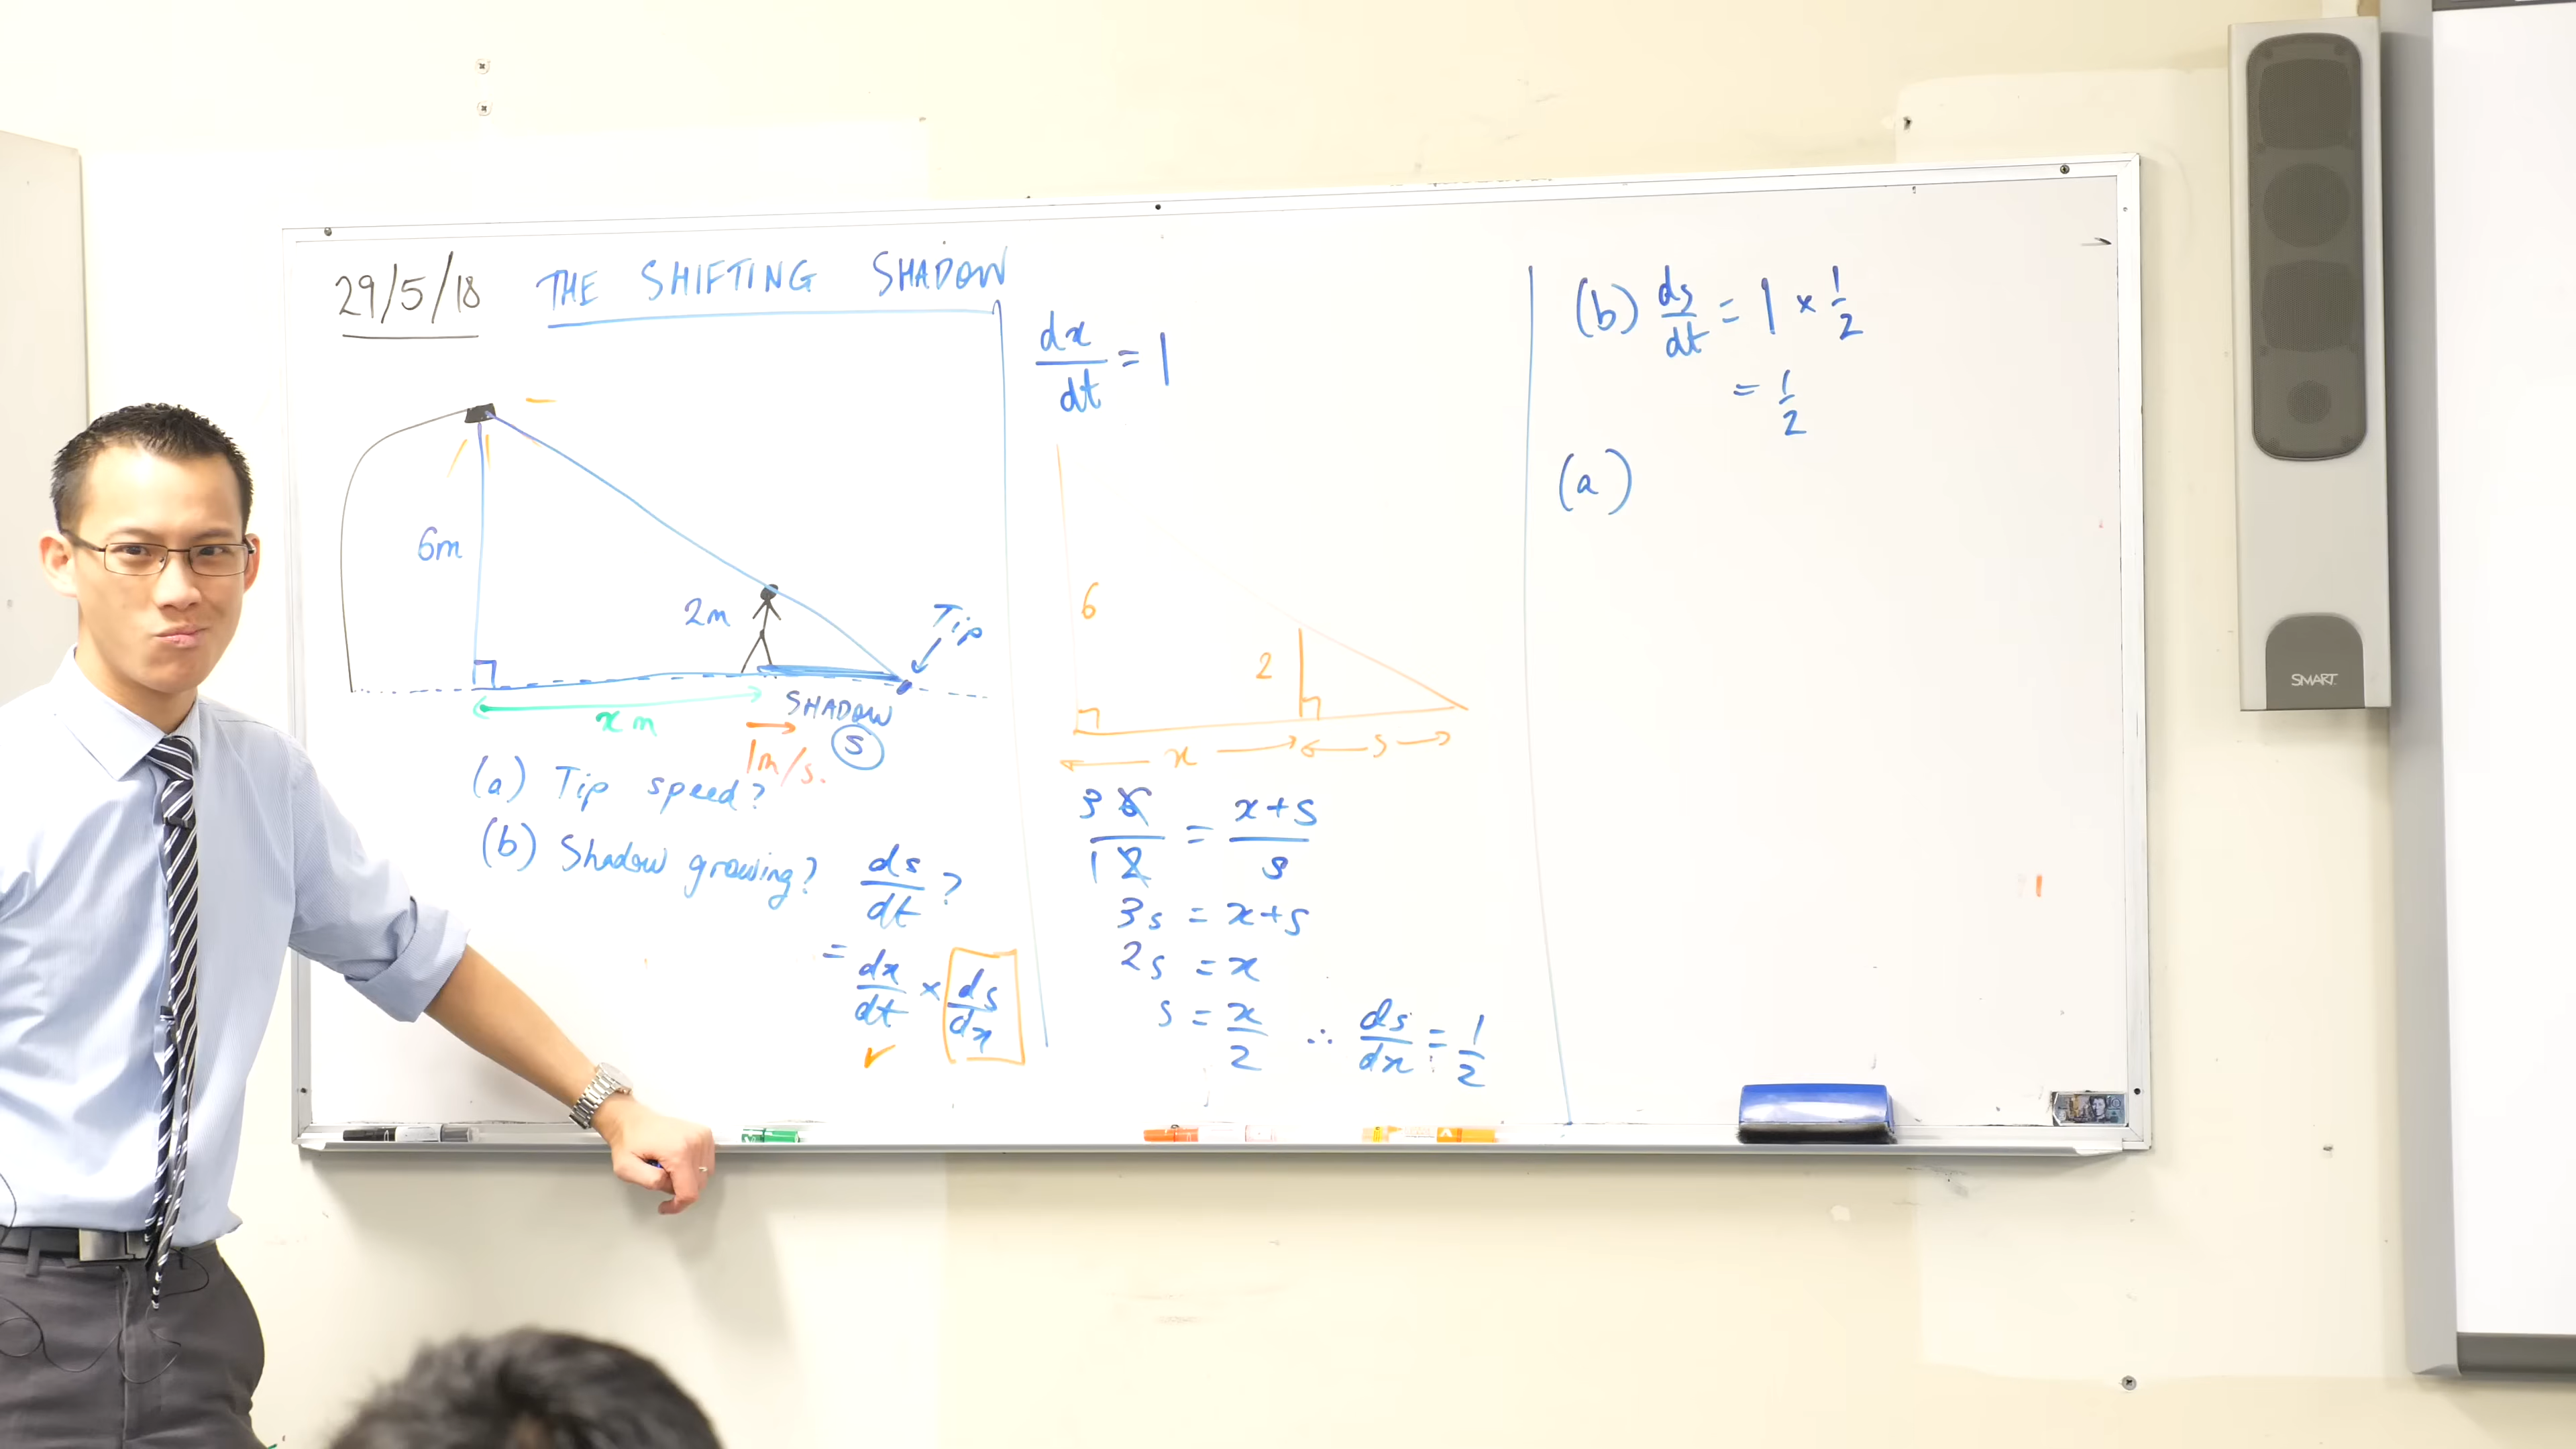 29/5/18 THE SHIFTING SHADOW
6m
2m
Tip
SHADOW
x m
S
1m/s.
(a) Tip speed?
(b) Shadow growing? ds/dt?
= dx/dt × ds/dx
dx/dt = 1
6
2
x
s
3 6/1 2 = x+s/s
3s = x+s
2s = x
s = x/2 ∴ ds/dx = 1/2
(b) ds/dt = 1 × 1/2
= 1/2
(a)
SMART